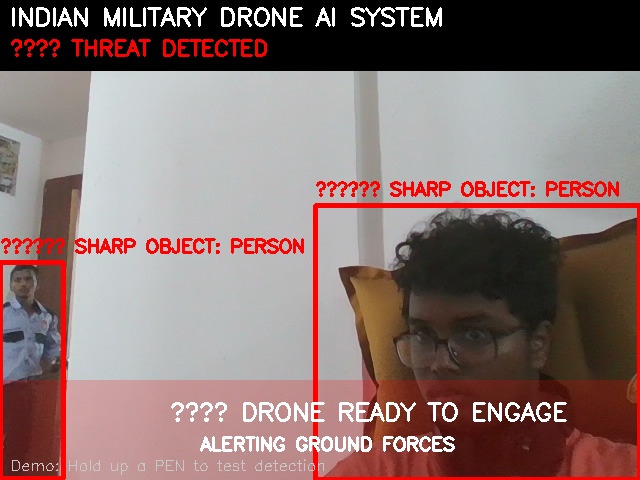 INDIAN MILITARY DRONE AI SYSTEM
???? THREAT DETECTED
?????? SHARP OBJECT: PERSON
?????? SHARP OBJECT: PERSON
???? DRONE READY TO ENGAGE
ALERTING GROUND FORCES
Demo: Hold up a PEN to test detection